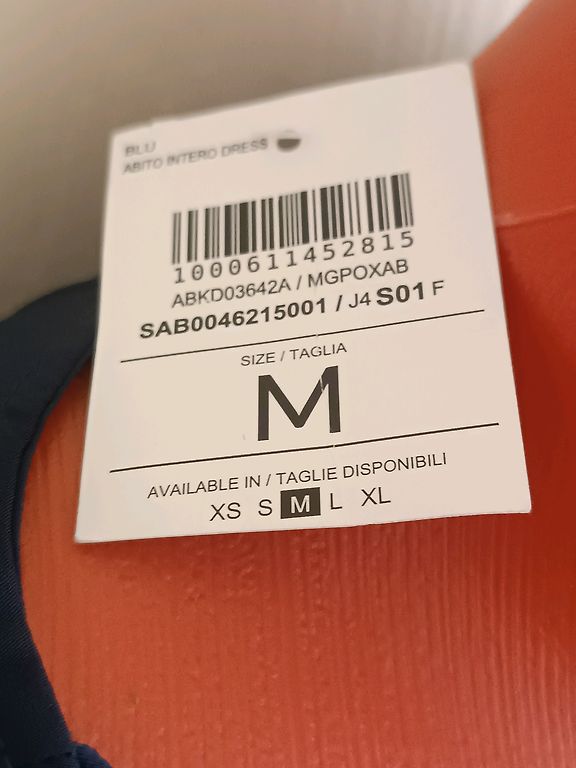 BLU
ABITO INTERO DRESS
1000611452815
ABKD03642A / MGPOXAB
SAB0046215001 / J4 S01 F
SIZE / TAGLIA
M
AVAILABLE IN / TAGLIE DISPONIBILI
XS S M L XL